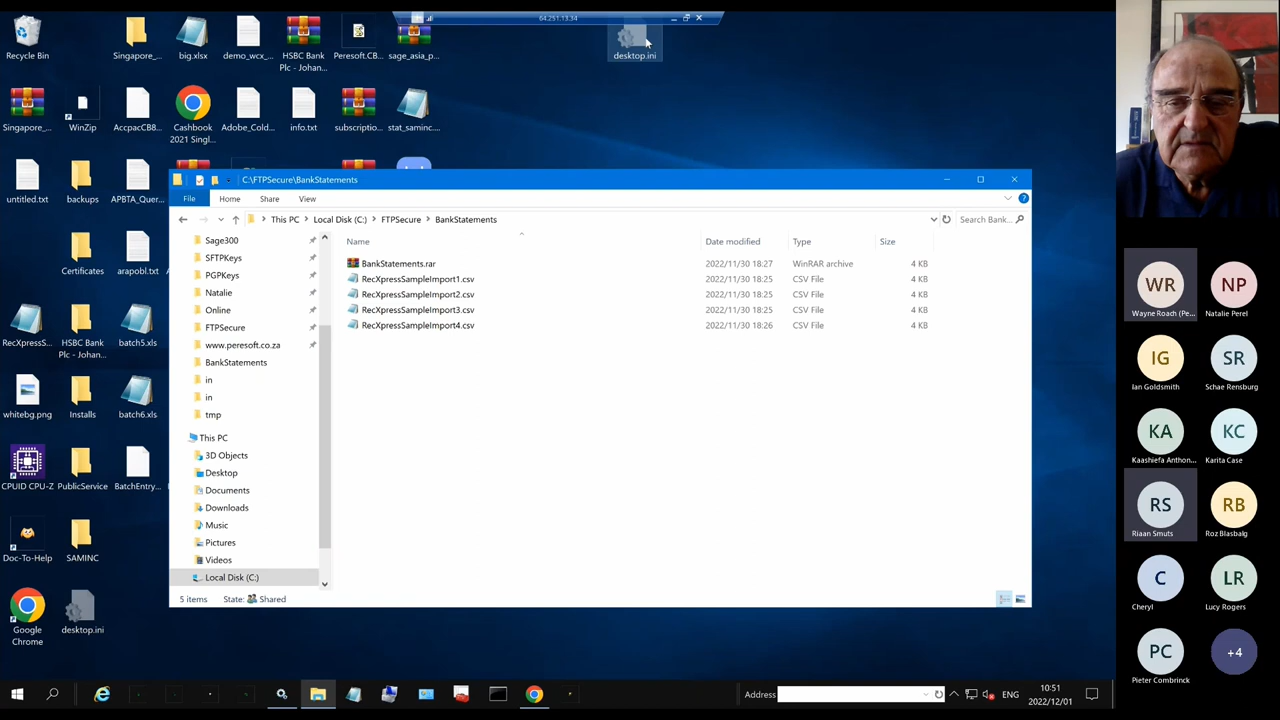 64.251.13.34
Recycle Bin
Singapore_...
big.xlsx
demo_wcx_...
HSBC Bank
Plc - Johan...
Peresoft.CB...
sage_asia_p...
desktop.ini
Singapore_...
WinZip
AccpacCB8...
Cashbook
2021 Singl...
Adobe_Cold...
info.txt
subscriptio...
stat_saminc....
untitled.txt
backups
APBTA_Quer...
Certificates
arapobl.txt
RecXpressS...
HSBC Bank
Plc - Johan...
batch5.xls
whitebg.png
Installs
batch6.xls
CPUID CPU-Z
PublicService
BatchEntry...
Doc-To-Help
SAMINC
Google
Chrome
desktop.ini
C:\FTPSecure\BankStatements
File
Home
Share
View
This PC
Local Disk (C:)
FTPSecure
BankStatements
Search Bank...
Sage300
SFTPKeys
PGPKeys
Natalie
Online
FTPSecure
www.peresoft.co.za
BankStatements
in
in
tmp
This PC
3D Objects
Desktop
Documents
Downloads
Music
Pictures
Videos
Local Disk (C:)
Name Date modified Type Size
BankStatements.rar 2022/11/30 18:27 WinRAR archive 4 KB
RecXpressSampleImport1.csv 2022/11/30 18:25 CSV File 4 KB
RecXpressSampleImport2.csv 2022/11/30 18:25 CSV File 4 KB
RecXpressSampleImport3.csv 2022/11/30 18:25 CSV File 4 KB
RecXpressSampleImport4.csv 2022/11/30 18:26 CSV File 4 KB
5 items
State:
Shared
Address
ENG
10:51
2022/12/01
WR
Wayne Roach (Pe...
NP
Natalie Perel
IG
Ian Goldsmith
SR
Schae Rensburg
KA
Kaashiefa Anthon...
KC
Karita Case
RS
Riaan Smuts
RB
Roz Blasbalg
C
Cheryl
LR
Lucy Rogers
PC
Pieter Combrinck
+4